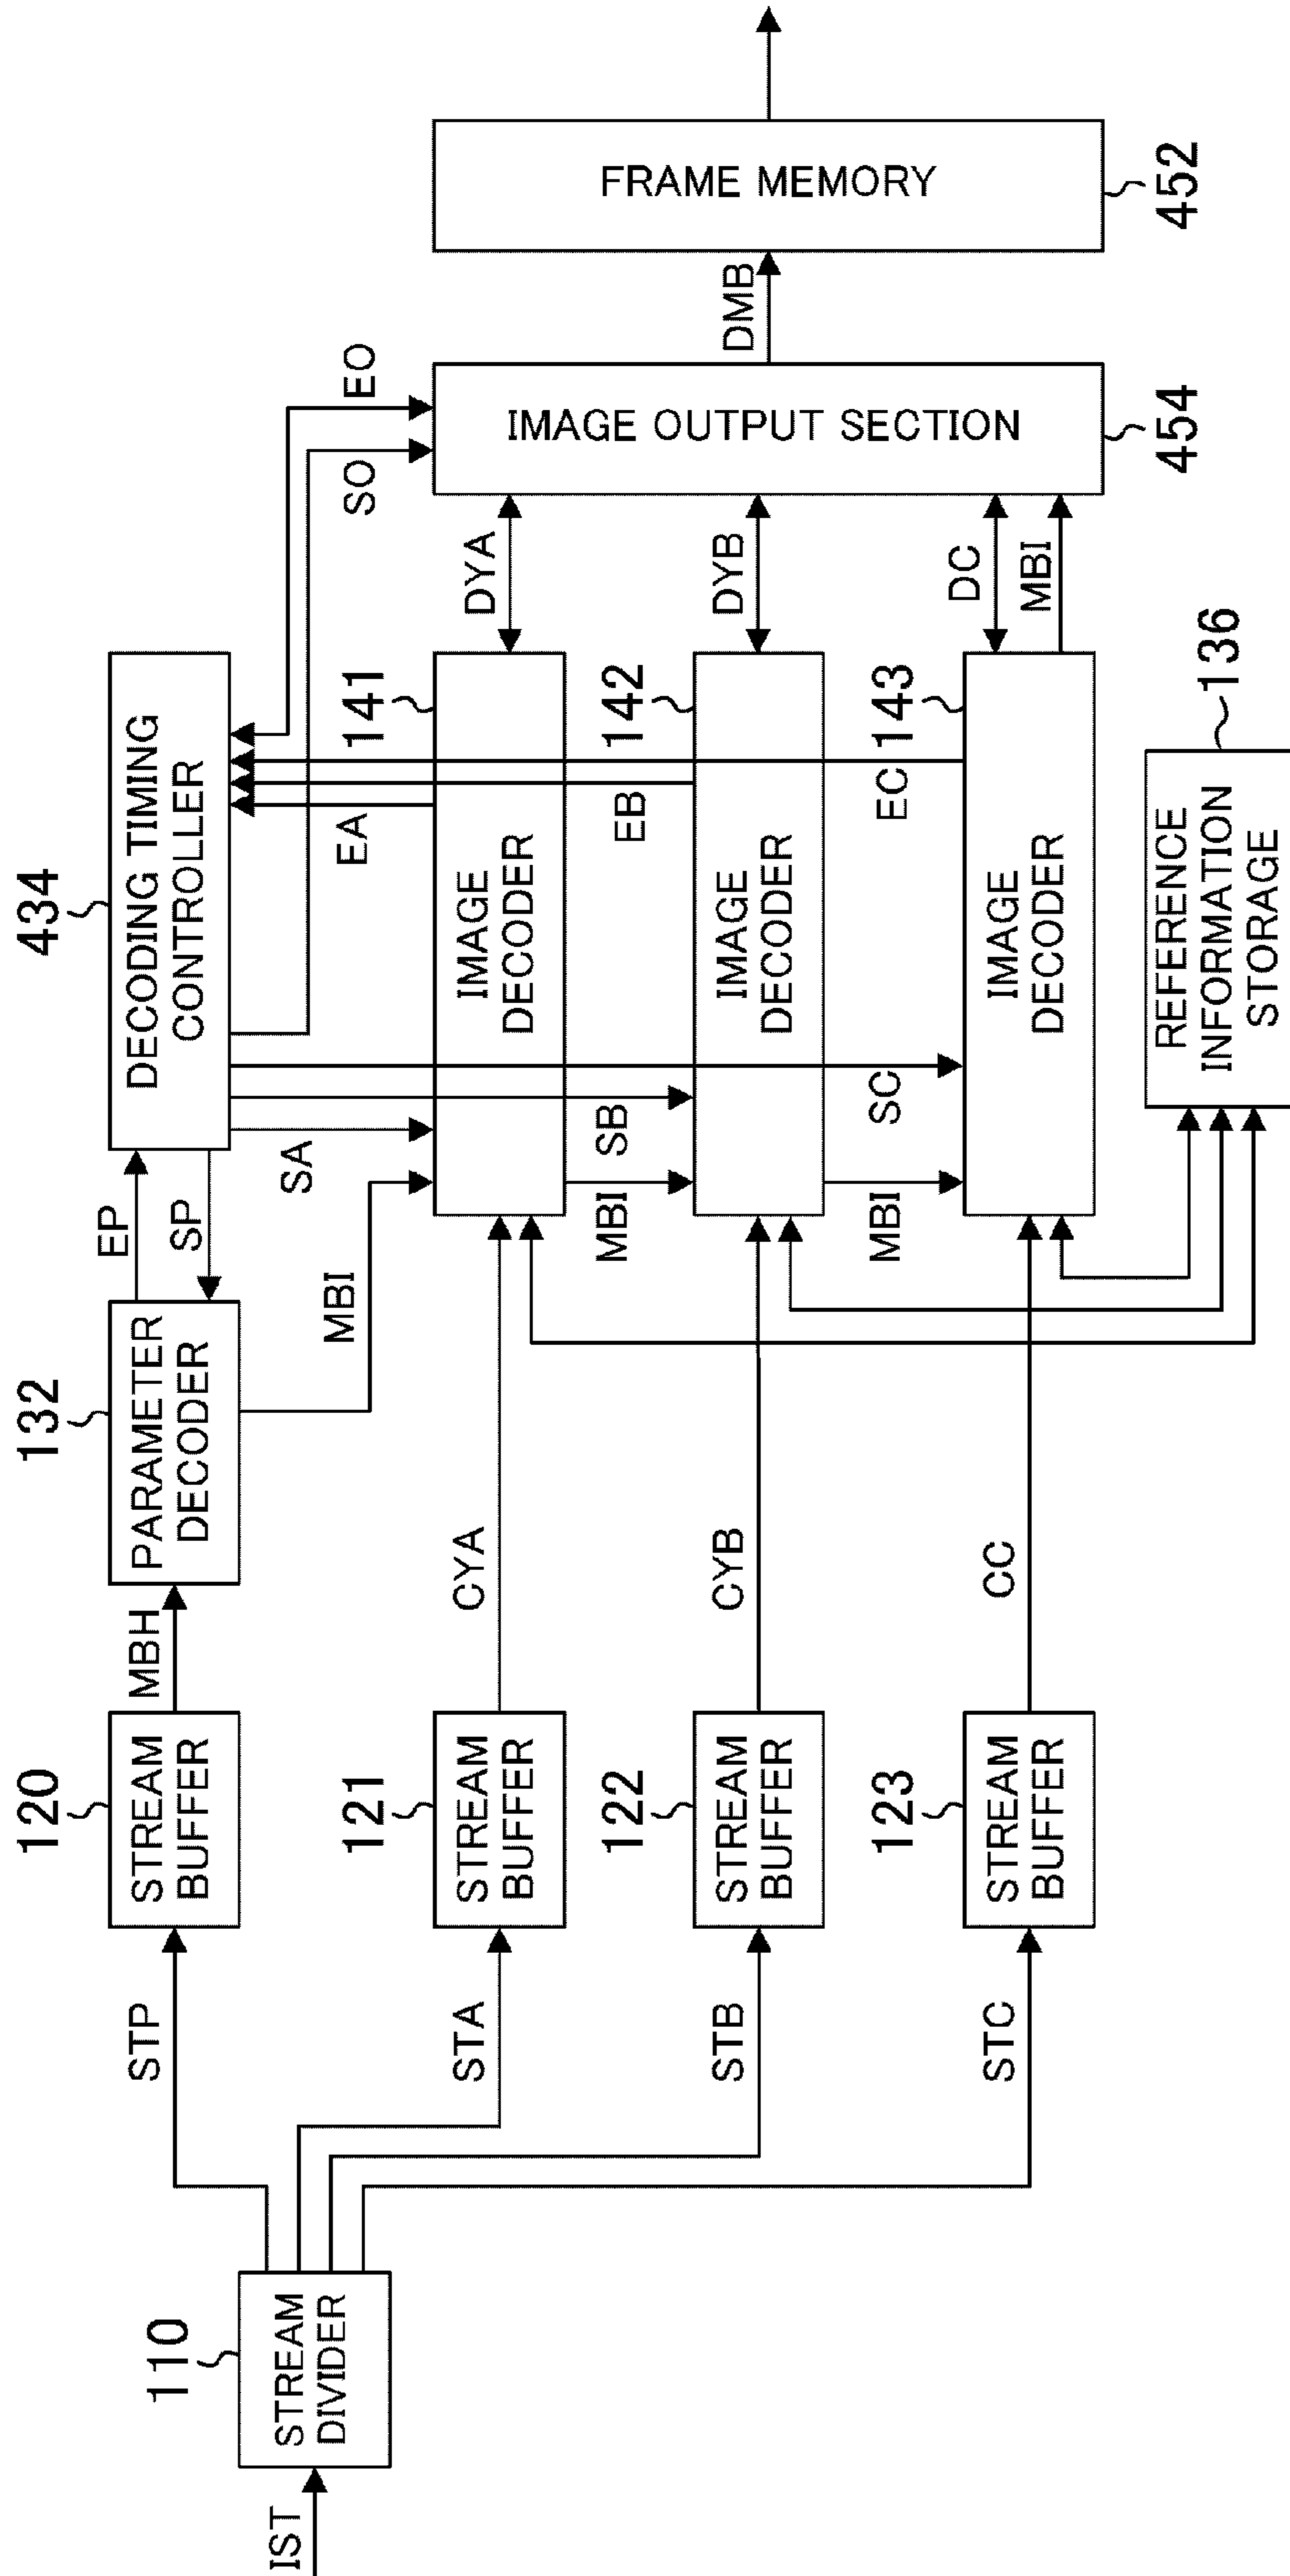 IST
110
STREAM
DIVIDER
STP
STA
STB
STC
120
STREAM
BUFFER
121
STREAM
BUFFER
122
STREAM
BUFFER
123
STREAM
BUFFER
MBH
CYA
CYB
CC
132
PARAMETER
DECODER
EP
SP
MBI
434
DECODING TIMING
CONTROLLER
SA
SB
SC
MBI
MBI
141
IMAGE
DECODER
142
IMAGE
DECODER
143
IMAGE
DECODER
EA
EB
EC
136
REFERENCE
INFORMATION
STORAGE
SO
EO
DYA
DYB
DC
MBI
IMAGE OUTPUT SECTION
454
DMB
FRAME MEMORY
452